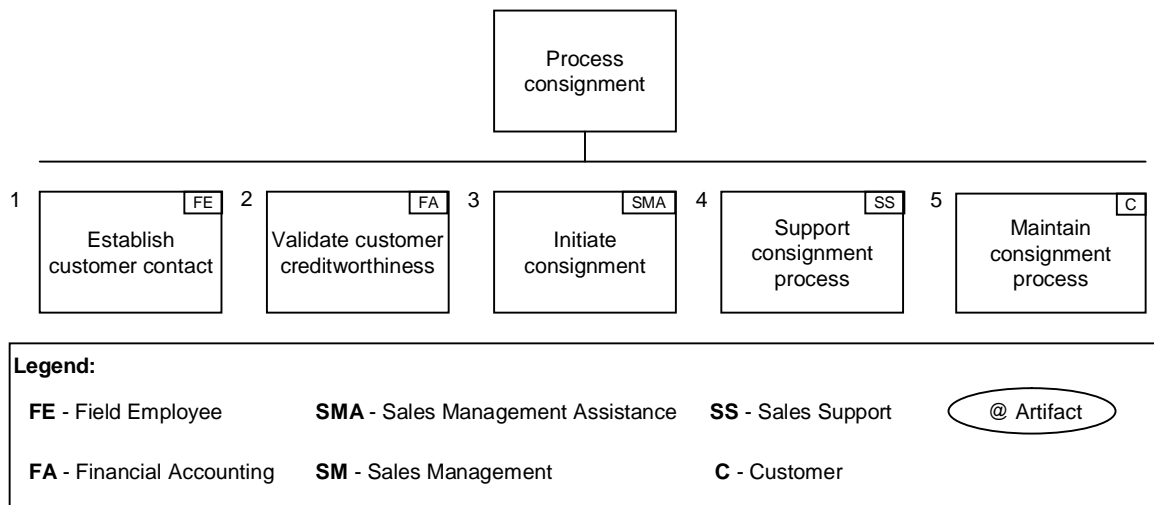 Process
consignment
1
FE
Establish
customer contact
2
FA
Validate customer
creditworthiness
3
SMA
Initiate
consignment
4
SS
Support
consignment
process
5
C
Maintain
consignment
process
Legend:
FE - Field Employee
SMA - Sales Management Assistance
SS - Sales Support
@ Artifact
FA - Financial Accounting
SM - Sales Management
C - Customer